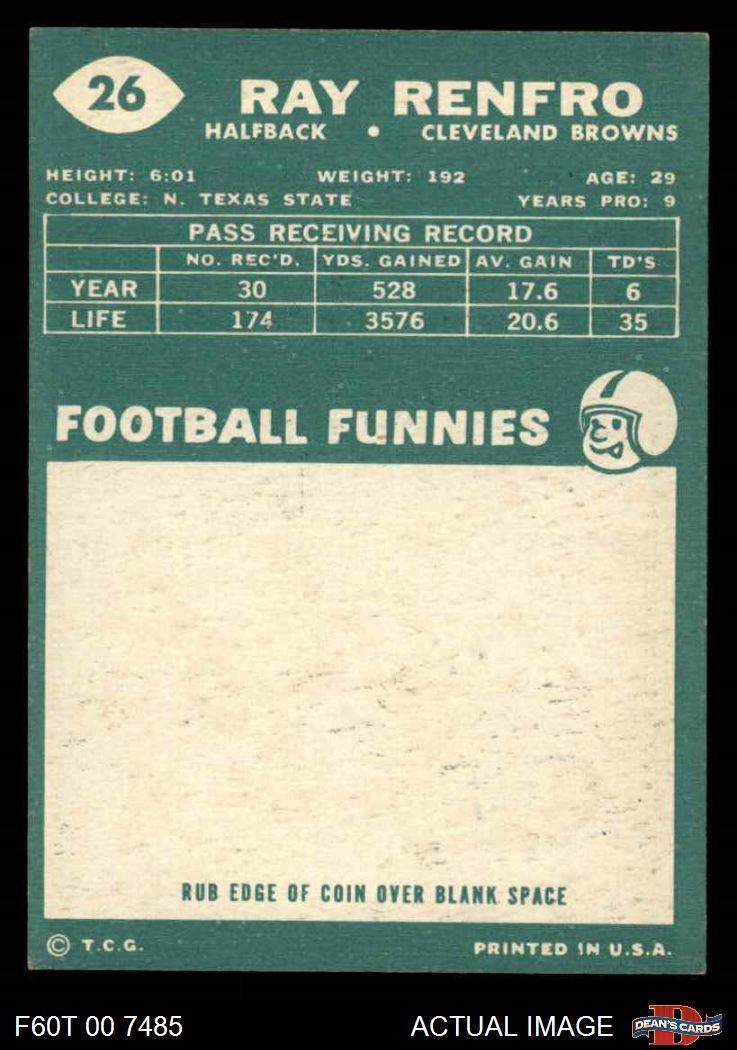 26
RAY RENFRO
HALFBACK • CLEVELAND BROWNS
HEIGHT: 6:01 WEIGHT: 192 AGE: 29
COLLEGE: N. TEXAS STATE YEARS PRO: 9
PASS RECEIVING RECORD
NO. REC'D. YDS. GAINED AV. GAIN TD'S
YEAR 30 528 17.6 6
LIFE 174 3576 20.6 35
FOOTBALL FUNNIES
RUB EDGE OF COIN OVER BLANK SPACE
© T.C.G. PRINTED IN U.S.A.
F60T 00 7485 ACTUAL IMAGE DEAN'S CARDS